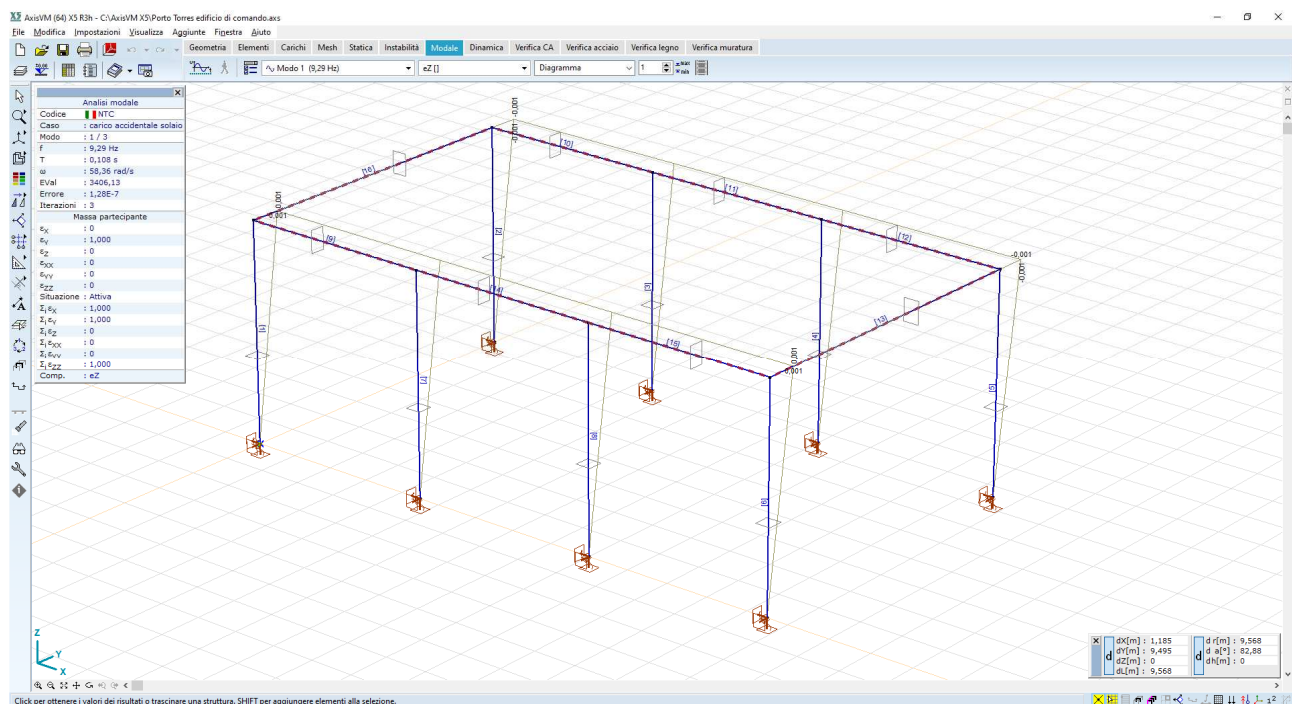 AxisVM (64) X5 R3h - C:\AxisVM X5\Porto Torres edificio di comando.axs
File Modifica Impostazioni Visualizza Aggiunte Finestra Aiuto
Geometria Elementi Carichi Mesh Statica Instabilità Modale Dinamica Verifica CA Verifica acciaio Verifica legno Verifica muratura
Modo 1 (9,29 Hz) eZ [] Diagramma 1 max min
Analisi modale
Codice NTC
Caso : carico accidentale solaio
Modo : 1 / 3
f : 9,29 Hz
T : 0,108 s
ω : 58,36 rad/s
EVal : 3406,13
Errore : 1,28E-7
Iterazioni : 3
Massa partecipante
εX : 0
εY : 1,000
εZ : 0
εXX : 0
εYY : 0
εZZ : 0
Situazione : Attiva
Σi εX : 1,000
Σi εY : 1,000
Σi εZ : 0
Σi εXX : 0
Σi εYY : 0
Σi εZZ : 1,000
Comp. : eZ
-0,001
-0,001
[10]
[16]
[11]
-0,001
-0,001
[9]
[2]
[12]
-0,001
-0,001
[3]
[14]
[13]
[1]
[4]
[15]
-0,001
-0,001
[7]
[5]
[8]
[6]
Z
Y
X
dX[m] : 1,185
dY[m] : 9,495
dZ[m] : 0
dL[m] : 9,568
d
d r[m] : 9,568
d a[°] : 82,88
dh[m] : 0
d
Click per ottenere i valori dei risultati o trascinare una struttura. SHIFT per aggiungere elementi alla selezione.